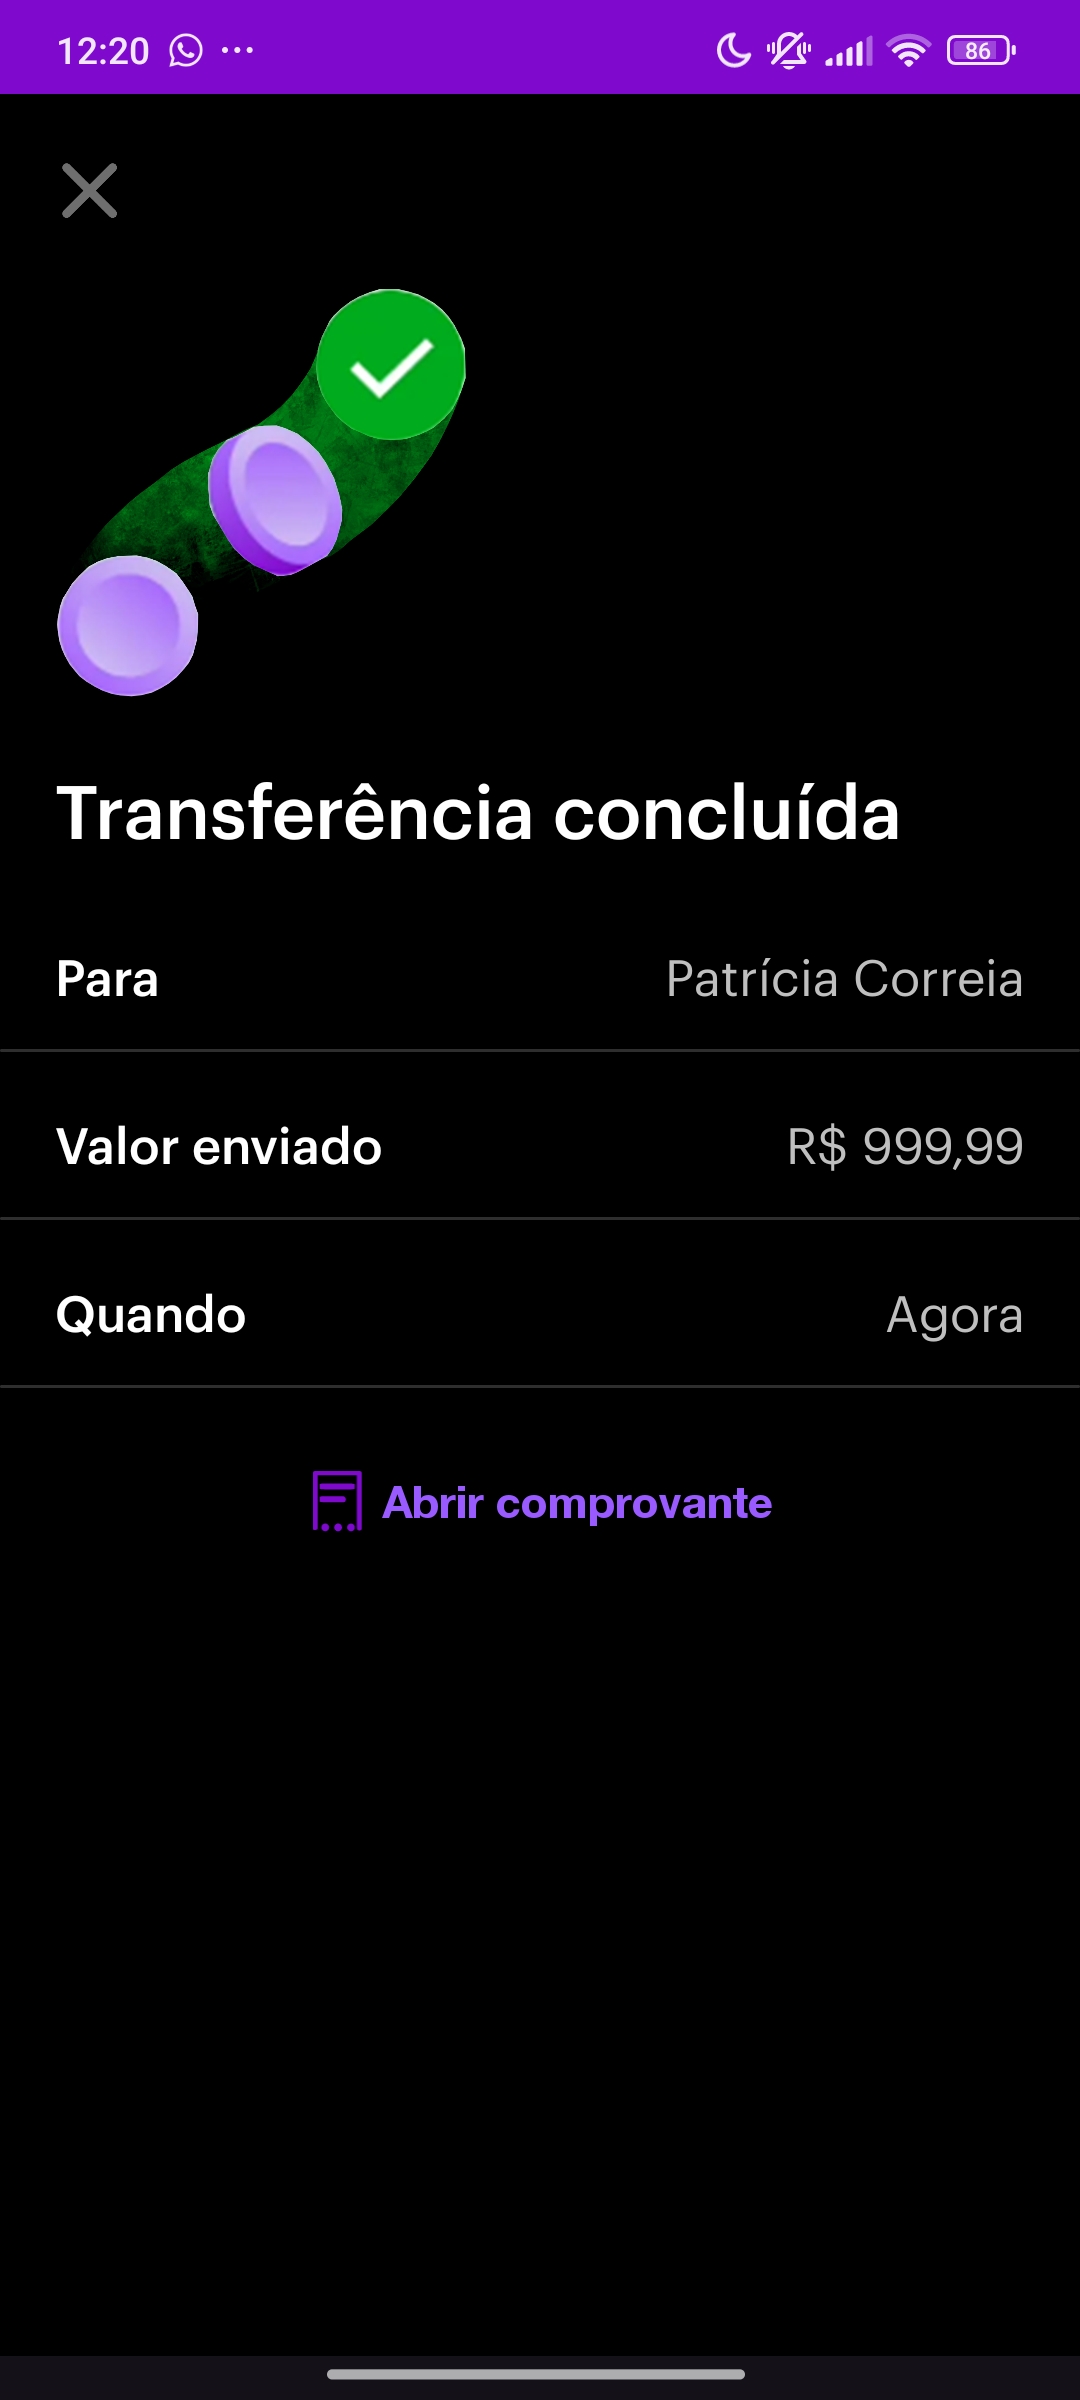 12:20
86
Transferência concluída
Para Patrícia Correia
Valor enviado R$ 999,99
Quando Agora
Abrir comprovante